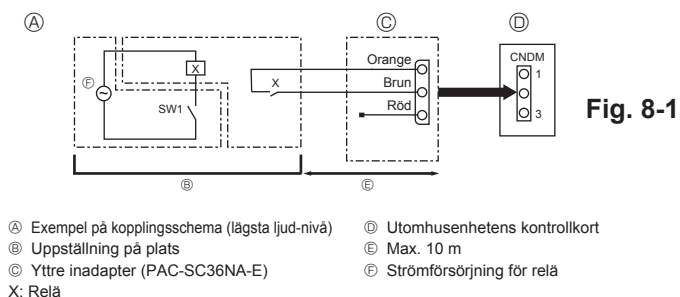 Ⓐ Ⓒ Ⓓ
Orange
CNDM
X
1
Ⓕ
X
Brun
SW1
Röd
3
Fig. 8-1
Ⓑ Ⓔ
Ⓐ Exempel på kopplingsschema (lägsta ljud-nivå)
Ⓑ Uppställning på plats
Ⓒ Yttre inadapter (PAC-SC36NA-E)
X: Relä
Ⓓ Utomhusenhetens kontrollkort
Ⓔ Max. 10 m
Ⓕ Strömförsörjning för relä